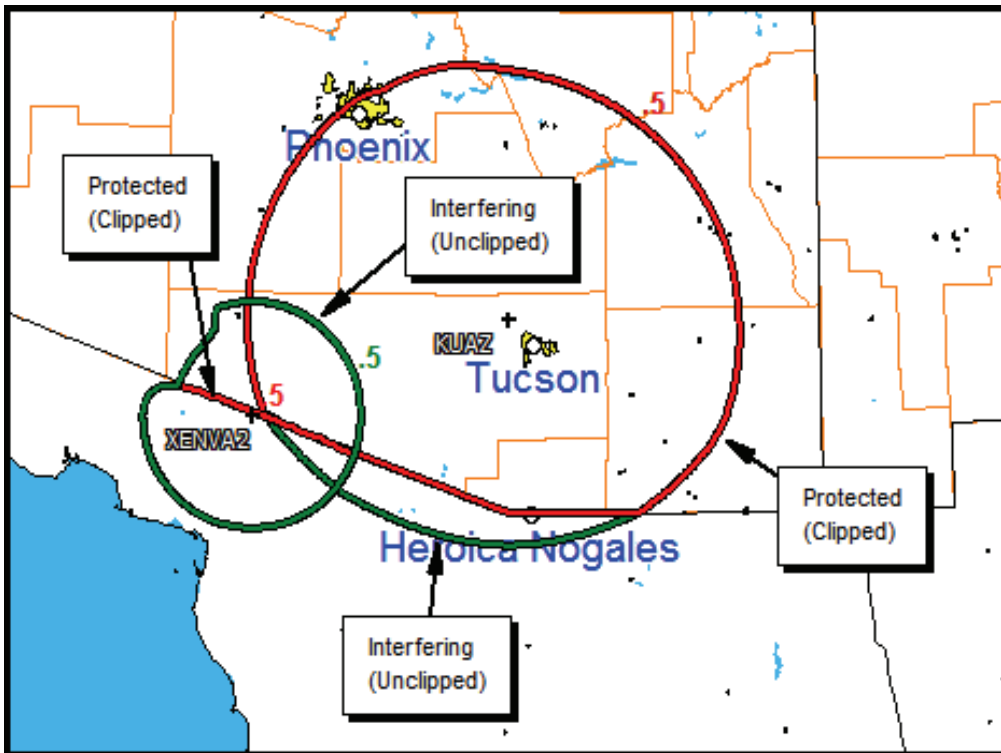 .5
Phoenix
Protected
(Clipped)
Interfering
(Unclipped)
KUAZ
Tucson
.5
.5
XENVA2
Protected
(Clipped)
Heroica Nogales
Interfering
(Unclipped)